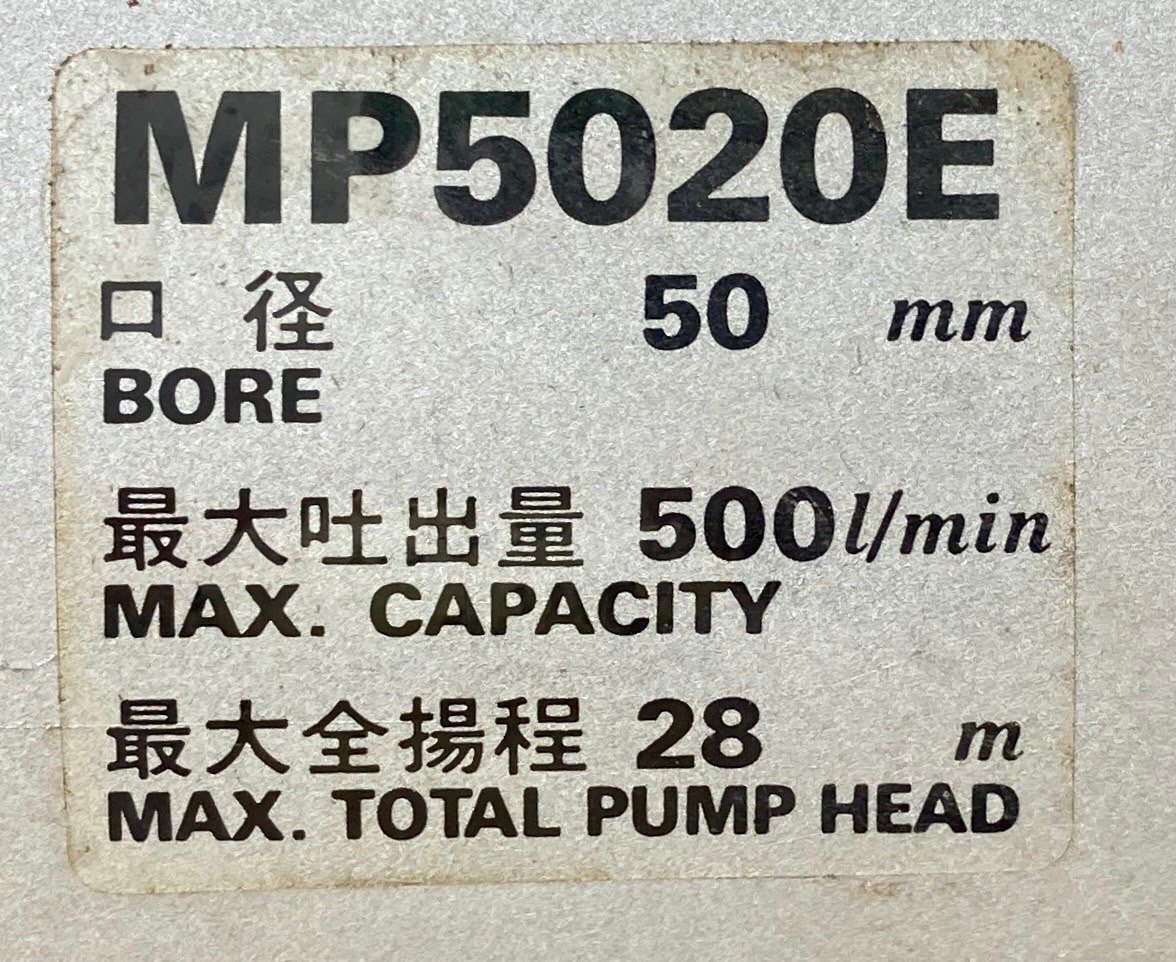 MP5020E
口 径 50 mm
BORE
最大吐出量 500l/min
MAX. CAPACITY
最大全揚程 28 m
MAX. TOTAL PUMP HEAD